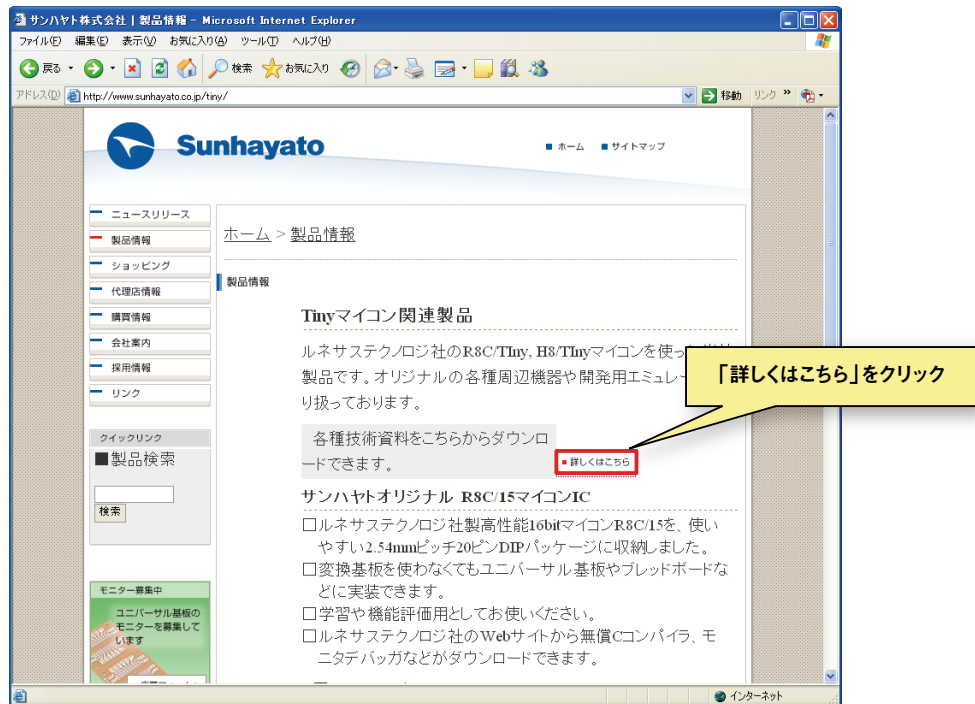 サンハヤト株式会社 | 製品情報 - Microsoft Internet Explorer
ファイル(F) 編集(E) 表示(V) お気に入り(A) ツール(T) ヘルプ(H)
戻る 検索 お気に入り
アドレス(D) http://www.sunhayato.co.jp/tiny/ 移動 リンク »
Sunhayato
■ ホーム ■ サイトマップ
ニュースリリース
製品情報
ショッピング
代理店情報
購買情報
会社案内
採用情報
リンク
クイックリンク
■製品検索
検索
モニター募集中
ユニバーサル基板の
モニターを募集して
います
ホーム > 製品情報
製品情報
Tinyマイコン関連製品
ルネサステクノロジ社のR8C/TIny, H8/TInyマイコンを使っ
製品です。オリジナルの各種周辺機器や開発用エミュレー
り扱っております。
「詳しくはこちら」をクリック
各種技術資料をこちらからダウンロ
ードできます。
詳しくはこちら
サンハヤトオリジナル R8C/15マイコンIC
□ルネサステクノロジ社製高性能16bitマイコンR8C/15を、使い
やすい2.54mmピッチ20ピンDIPパッケージに収納しました。
□変換基板を使わなくてもユニバーサル基板やブレッドボードな
どに実装できます。
□学習や機能評価用としてお使いください。
□ルネサステクノロジ社のWebサイトから無償Cコンパイラ、モ
ニタデバッガなどがダウンロードできます。
インターネット